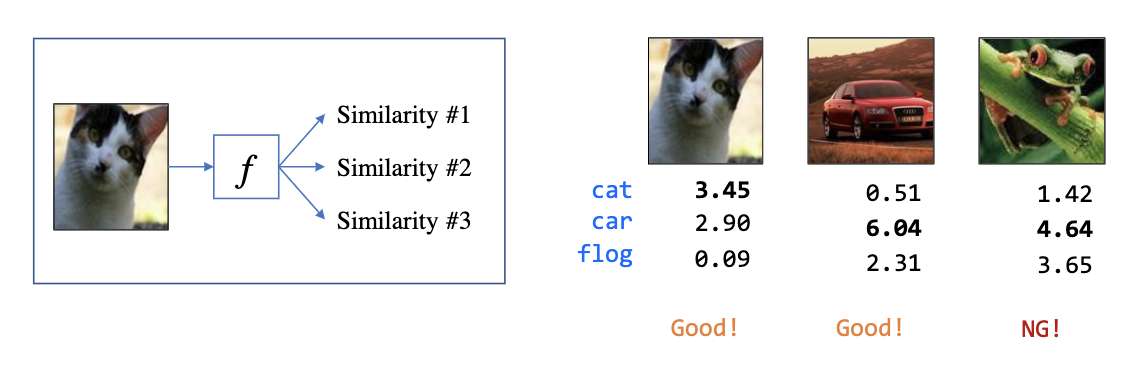 Similarity #1
f
Similarity #2
Similarity #3
cat 3.45 0.51 1.42
car 2.90 6.04 4.64
flog 0.09 2.31 3.65
Good! Good! NG!